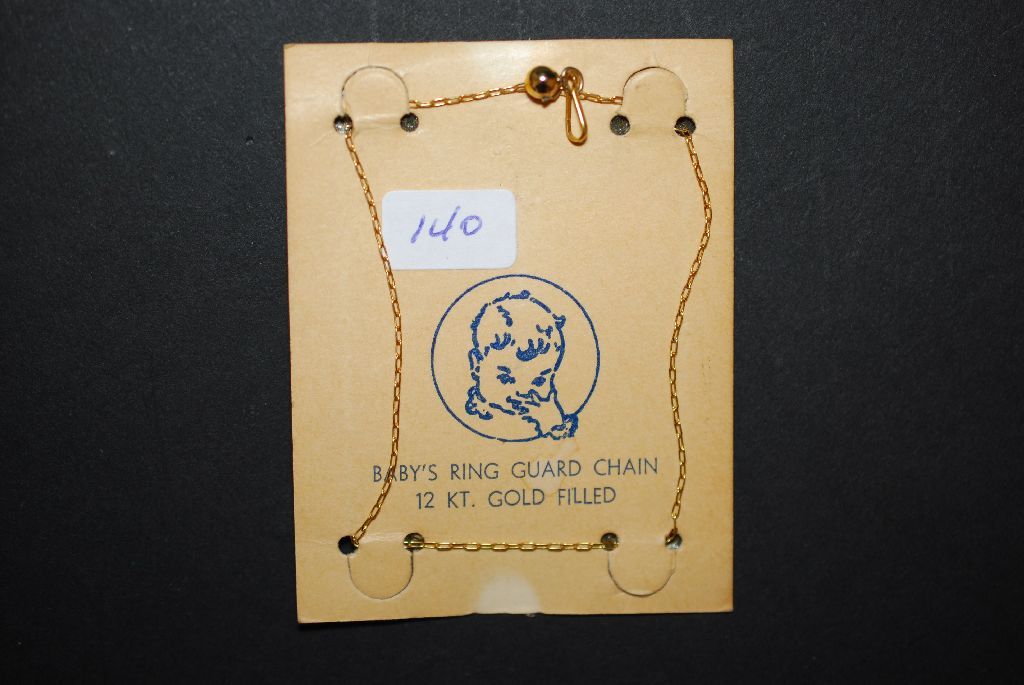 140
BABY'S RING GUARD CHAIN
12 KT. GOLD FILLED